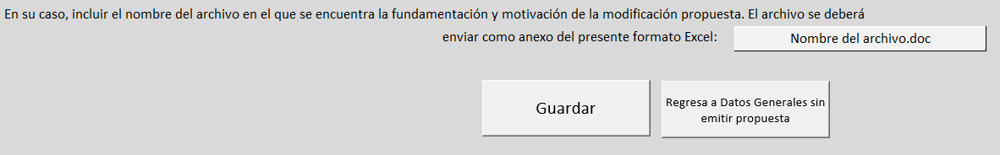 En su caso, incluir el nombre del archivo en el que se encuentra la fundamentación y motivación de la modificación propuesta. El archivo se deberá
enviar como anexo del presente formato Excel:
Nombre del archivo.doc
Guardar
Regresa a Datos Generales sin
emitir propuesta